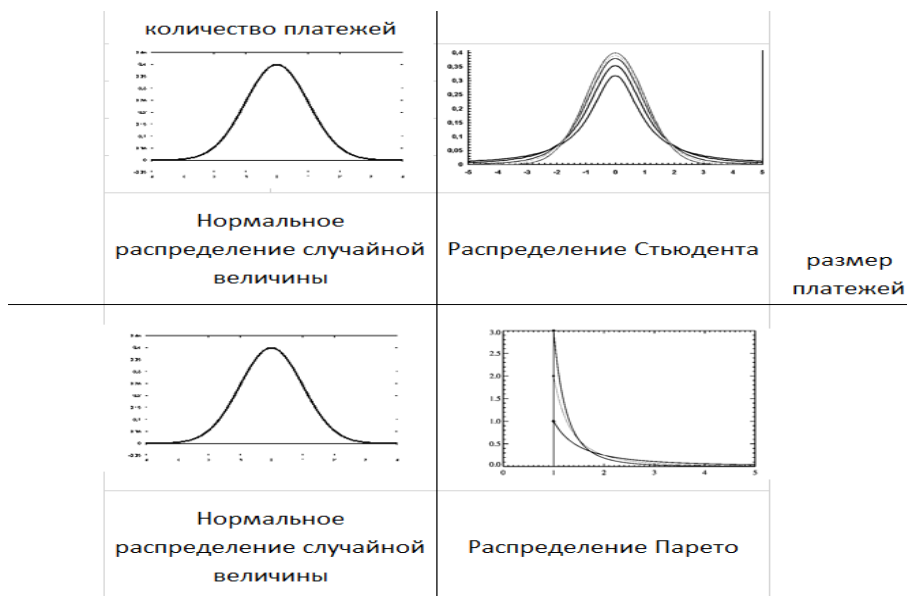 количество платежей
0,4
0,35
0,3
0,25
0,2
0,15
0,1
0,05
0
-5 -4 -3 -2 -1 0 1 2 3 4 5
Нормальное
распределение случайной
величины
Распределение Стьюдента
размер
платежей
3.0
2.5
2.0
1.5
1.0
0.5
0.0
0 1 2 3 4 5
Нормальное
распределение случайной
величины
Распределение Парето